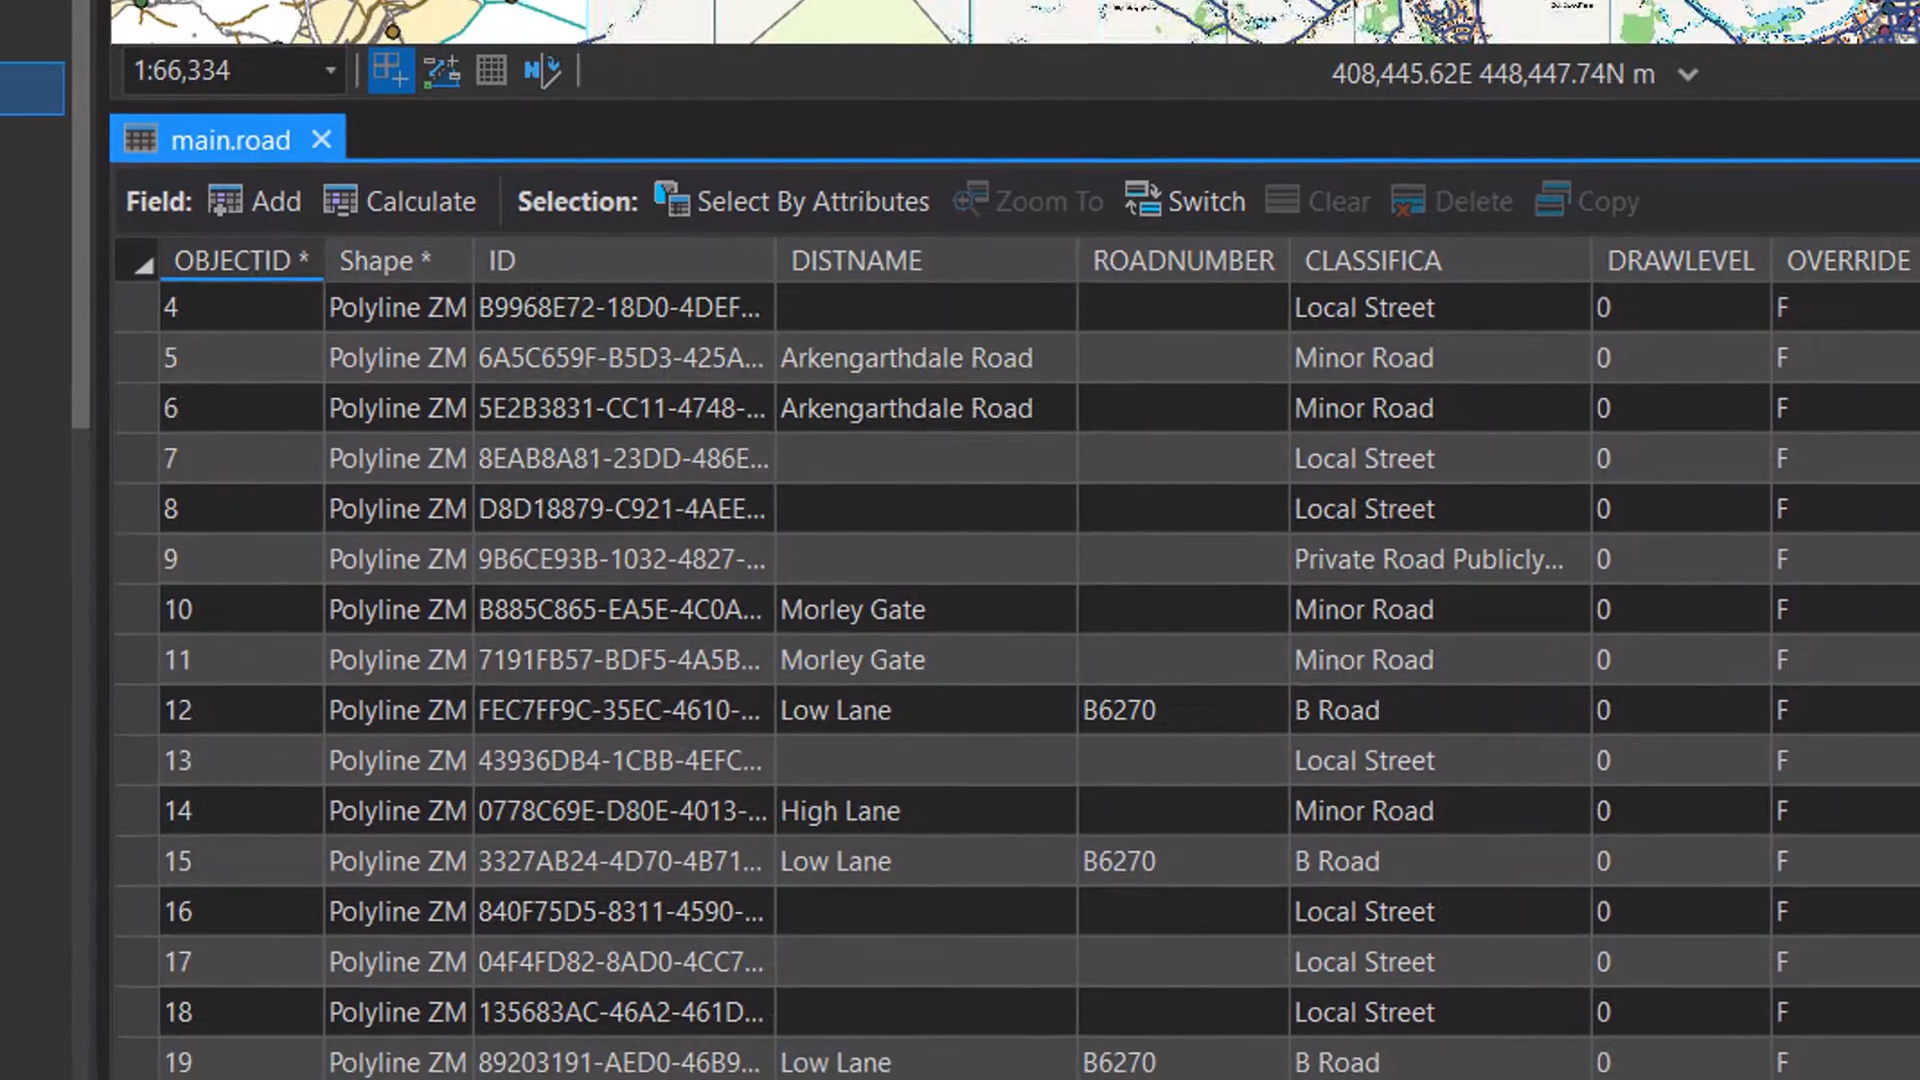 1:66,334 408,445.62E 448,447.74N m
main.road
Field: Add Calculate Selection: Select By Attributes Zoom To Switch Clear Delete Copy
OBJECTID * Shape * ID DISTNAME ROADNUMBER CLASSIFICA DRAWLEVEL OVERRIDE
4 Polyline ZM B9968E72-18D0-4DEF... Local Street 0 F
5 Polyline ZM 6A5C659F-B5D3-425A... Arkengarthdale Road Minor Road 0 F
6 Polyline ZM 5E2B3831-CC11-4748-... Arkengarthdale Road Minor Road 0 F
7 Polyline ZM 8EAB8A81-23DD-486E... Local Street 0 F
8 Polyline ZM D8D18879-C921-4AEE... Local Street 0 F
9 Polyline ZM 9B6CE93B-1032-4827-... Private Road Publicly... 0 F
10 Polyline ZM B885C865-EA5E-4C0A... Morley Gate Minor Road 0 F
11 Polyline ZM 7191FB57-BDF5-4A5B... Morley Gate Minor Road 0 F
12 Polyline ZM FEC7FF9C-35EC-4610-... Low Lane B6270 B Road 0 F
13 Polyline ZM 43936DB4-1CBB-4EFC... Local Street 0 F
14 Polyline ZM 0778C69E-D80E-4013-... High Lane Minor Road 0 F
15 Polyline ZM 3327AB24-4D70-4B71... Low Lane B6270 B Road 0 F
16 Polyline ZM 840F75D5-8311-4590-... Local Street 0 F
17 Polyline ZM 04F4FD82-8AD0-4CC7... Local Street 0 F
18 Polyline ZM 135683AC-46A2-461D... Local Street 0 F
19 Polyline ZM 89203191-AED0-46B9... Low Lane B6270 B Road 0 F